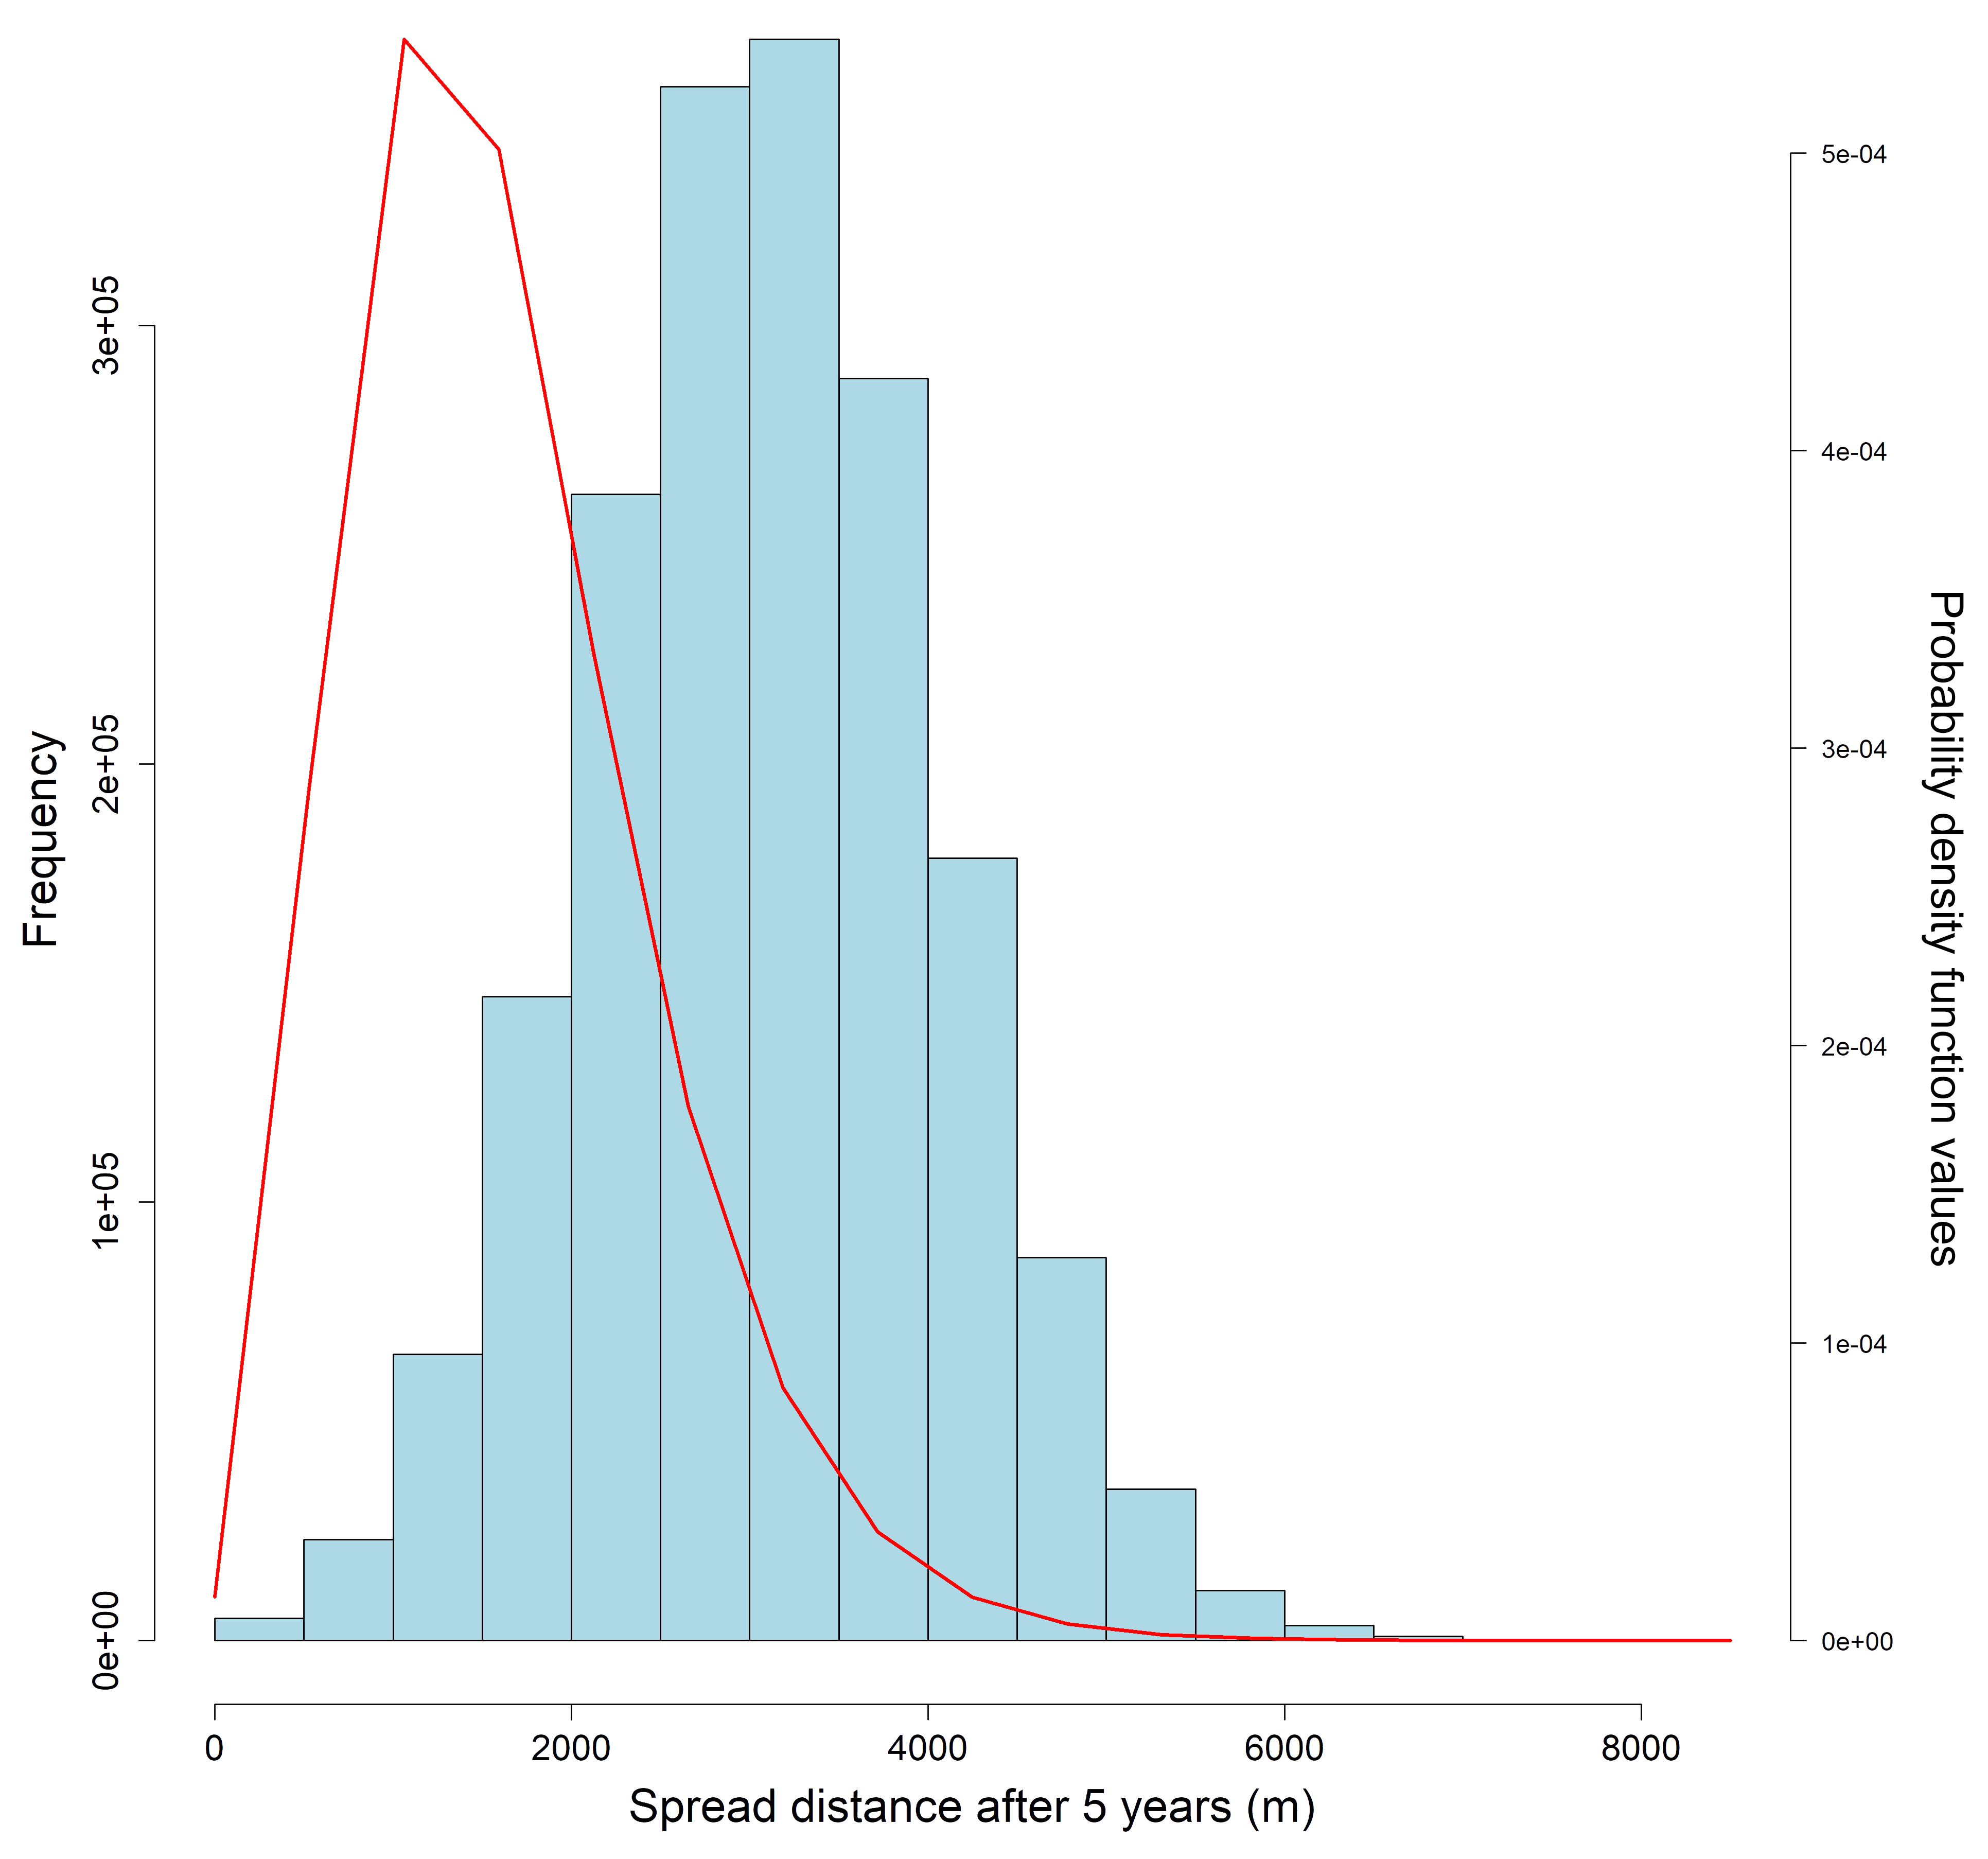 Frequency
3e+05
2e+05
1e+05
0e+00
5e-04
4e-04
3e-04
2e-04
1e-04
0e+00
Probability density function values
0
2000
4000
6000
8000
Spread distance after 5 years (m)